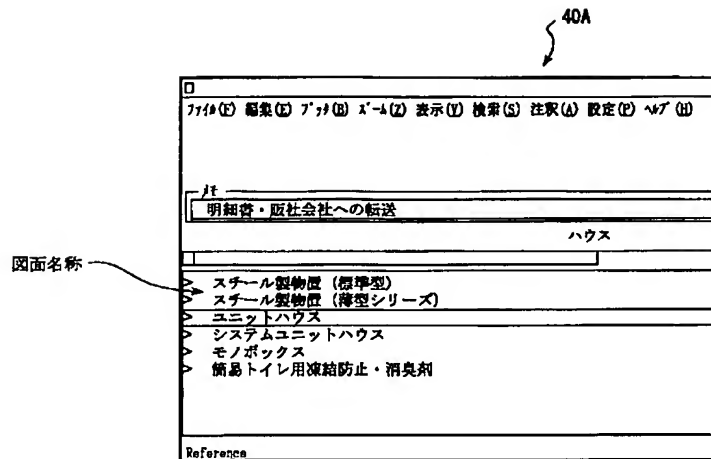 40A
ファイル(F) 編集(E) ブック(B) ズーム(Z) 表示(V) 検索(S) 注釈(A) 設定(P) ヘルプ(H)
メモ
明細書・販社会社への転送
ハウス
図面名称
> スチール製物置（標準型）
> スチール製物置（薄型シリーズ）
> ユニットハウス
> システムユニットハウス
> モノボックス
> 簡易トイレ用凍結防止・消臭剤
Reference